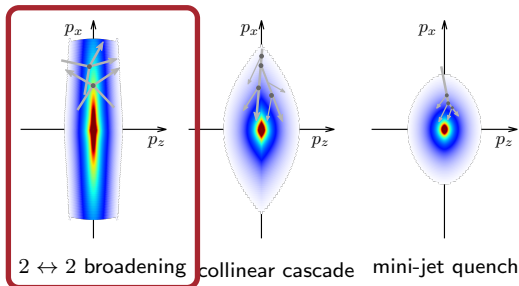 p_x p_x p_x
p_z p_z p_z
2 ↔ 2 broadening collinear cascade mini-jet quench